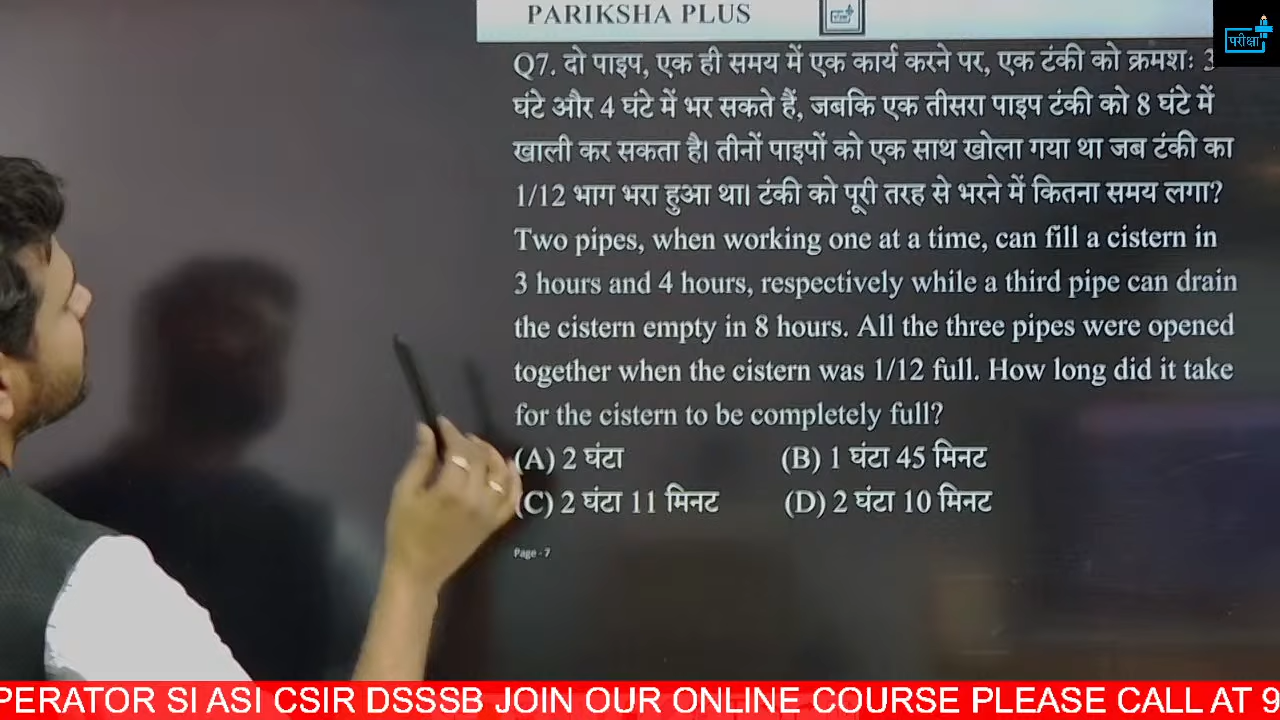 PARIKSHA PLUS
परीक्षा
Q7. दो पाइप, एक ही समय में एक कार्य करने पर, एक टंकी को क्रमशः 3
घंटे और 4 घंटे में भर सकते हैं, जबकि एक तीसरा पाइप टंकी को 8 घंटे में
खाली कर सकता है। तीनों पाइपों को एक साथ खोला गया था जब टंकी का
1/12 भाग भरा हुआ था। टंकी को पूरी तरह से भरने में कितना समय लगा?
Two pipes, when working one at a time, can fill a cistern in
3 hours and 4 hours, respectively while a third pipe can drain
the cistern empty in 8 hours. All the three pipes were opened
together when the cistern was 1/12 full. How long did it take
for the cistern to be completely full?
(A) 2 घंटा (B) 1 घंटा 45 मिनट
(C) 2 घंटा 11 मिनट (D) 2 घंटा 10 मिनट
Page - 7
PERATOR SI ASI CSIR DSSSB JOIN OUR ONLINE COURSE PLEASE CALL AT 9